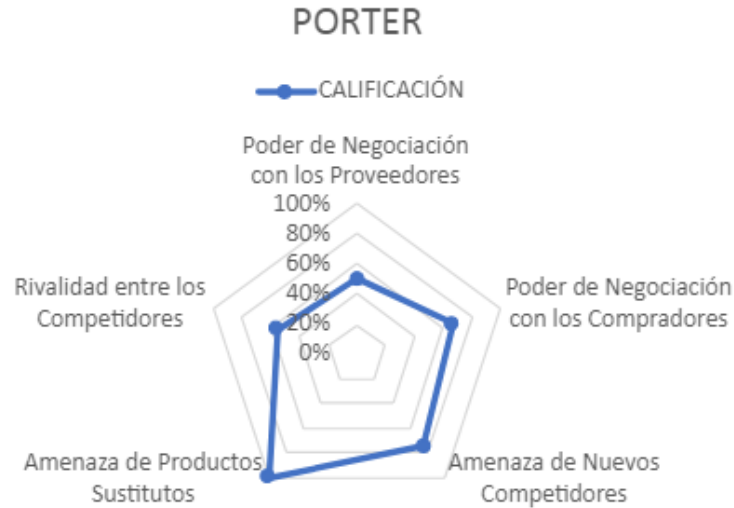 PORTER
CALIFICACIÓN
Poder de Negociación
con los Proveedores
100%
80%
60%
40%
20%
0%
Rivalidad entre los
Competidores
Poder de Negociación
con los Compradores
Amenaza de Productos
Sustitutos
Amenaza de Nuevos
Competidores